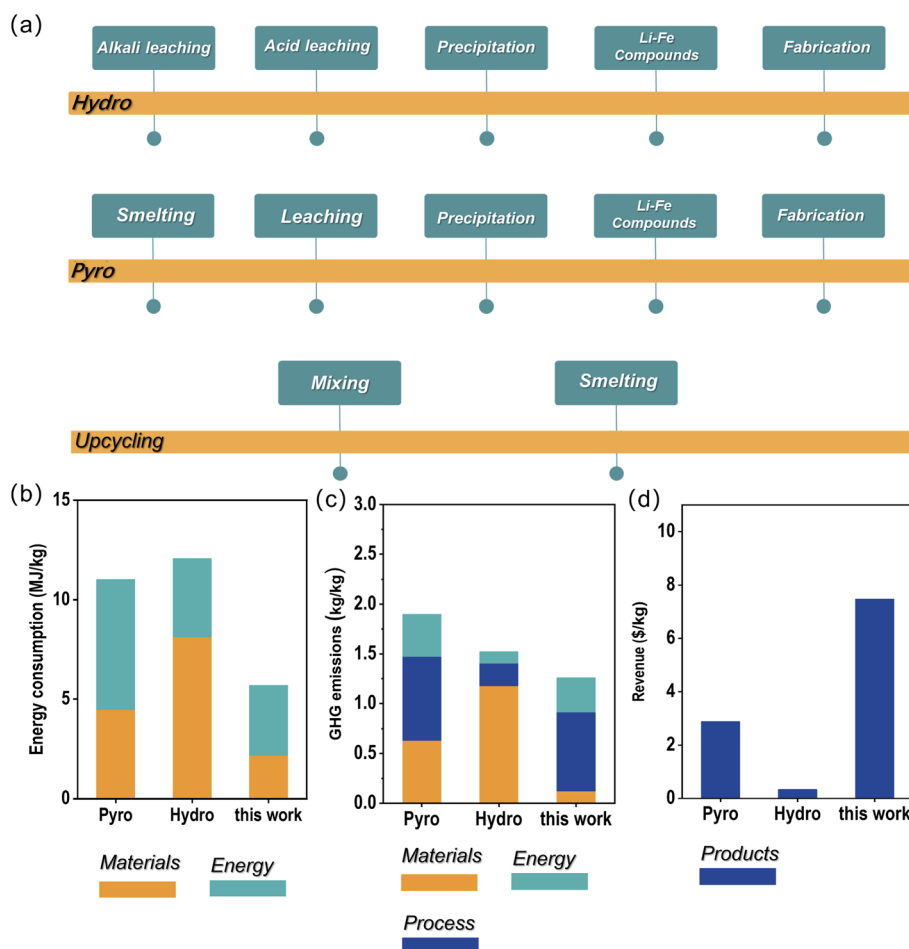 (a)
Alkali leaching
Acid leaching
Precipitation
Li-Fe
Compounds
Fabrication
Hydro
Smelting
Leaching
Precipitation
Li-Fe
Compounds
Fabrication
Pyro
Mixing
Smelting
Upcycling
(b)
Energy consumption (MJ/kg)
15
10
5
0
Pyro
Hydro
this work
Materials
Energy
(c)
GHG emissions (kg/kg)
3.0
2.5
2.0
1.5
1.0
0.5
0.0
Pyro
Hydro
this work
Materials
Energy
Process
(d)
Revenue ($/kg)
10
8
6
4
2
0
Pyro
Hydro
this work
Products